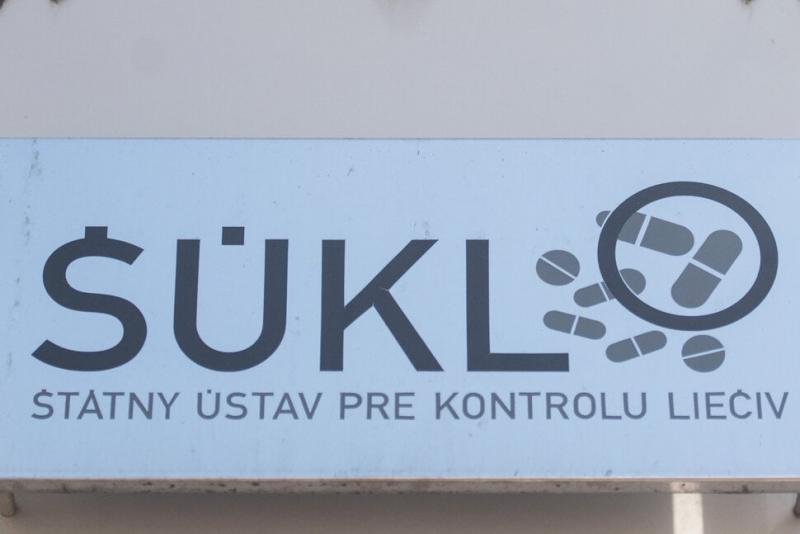 ŠÚKL
ŠTÁTNY ÚSTAV PRE KONTROLU LIEČIV